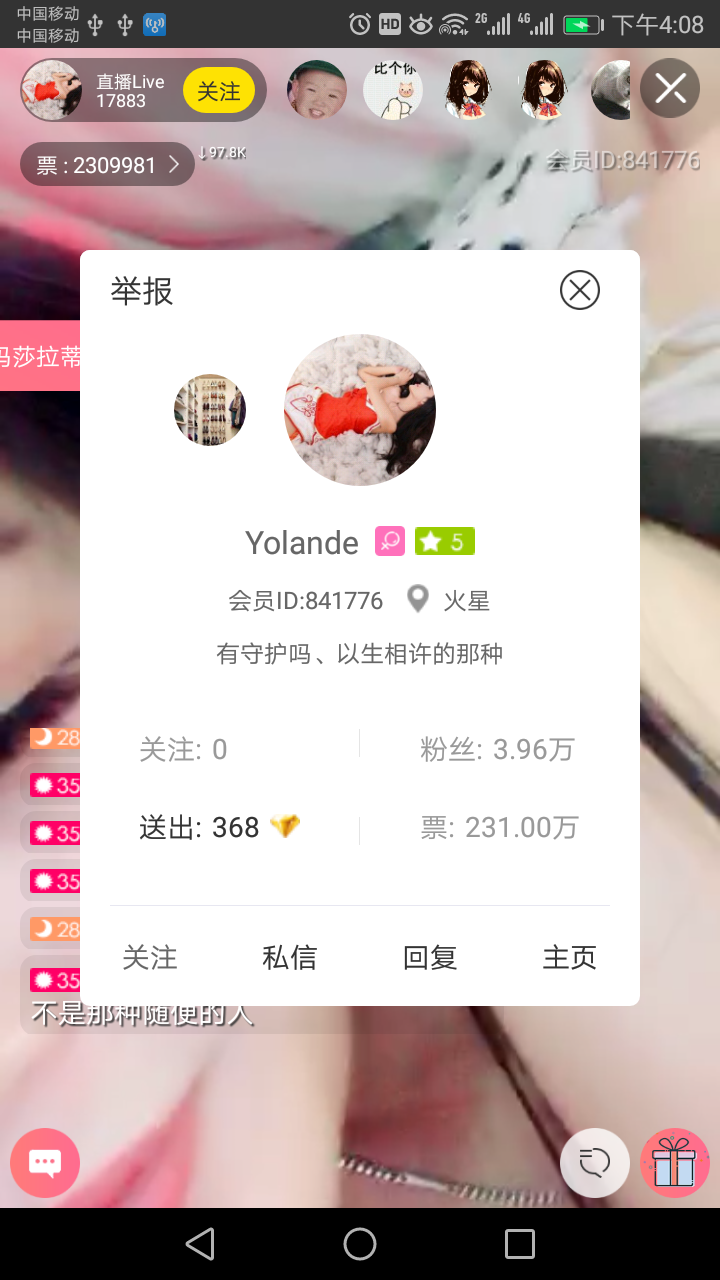 中国移动
中国移动
HD
2G
4G
下午4:08
直播Live
17883
关注
比个你
票 : 2309981
↓97.8K
会员ID:841776
玛莎拉蒂
举报
Yolande
5
会员ID:841776
火星
有守护吗、以生相许的那种
关注: 0
粉丝: 3.96万
送出: 368
票: 231.00万
28
35
35
35
28
35
不是那种随便的人
关注
私信
回复
主页